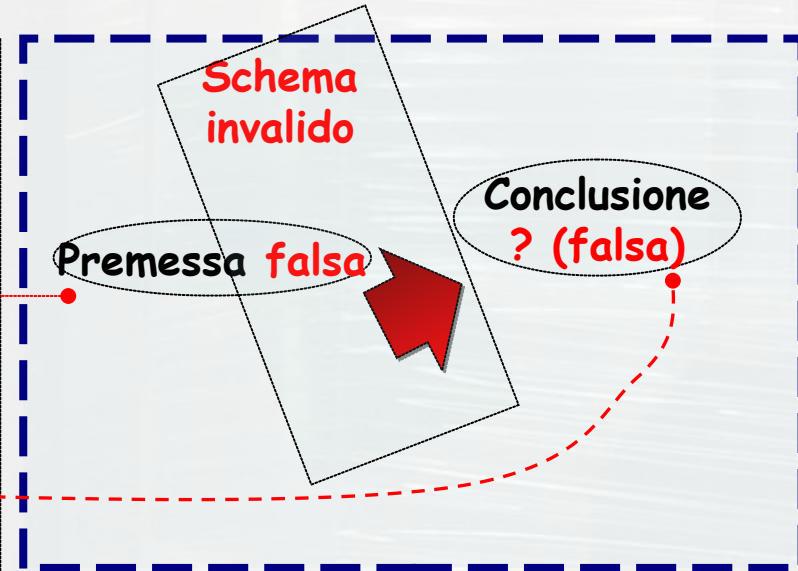 Schema
invalido
Premessa falsa
Conclusione
? (falsa)